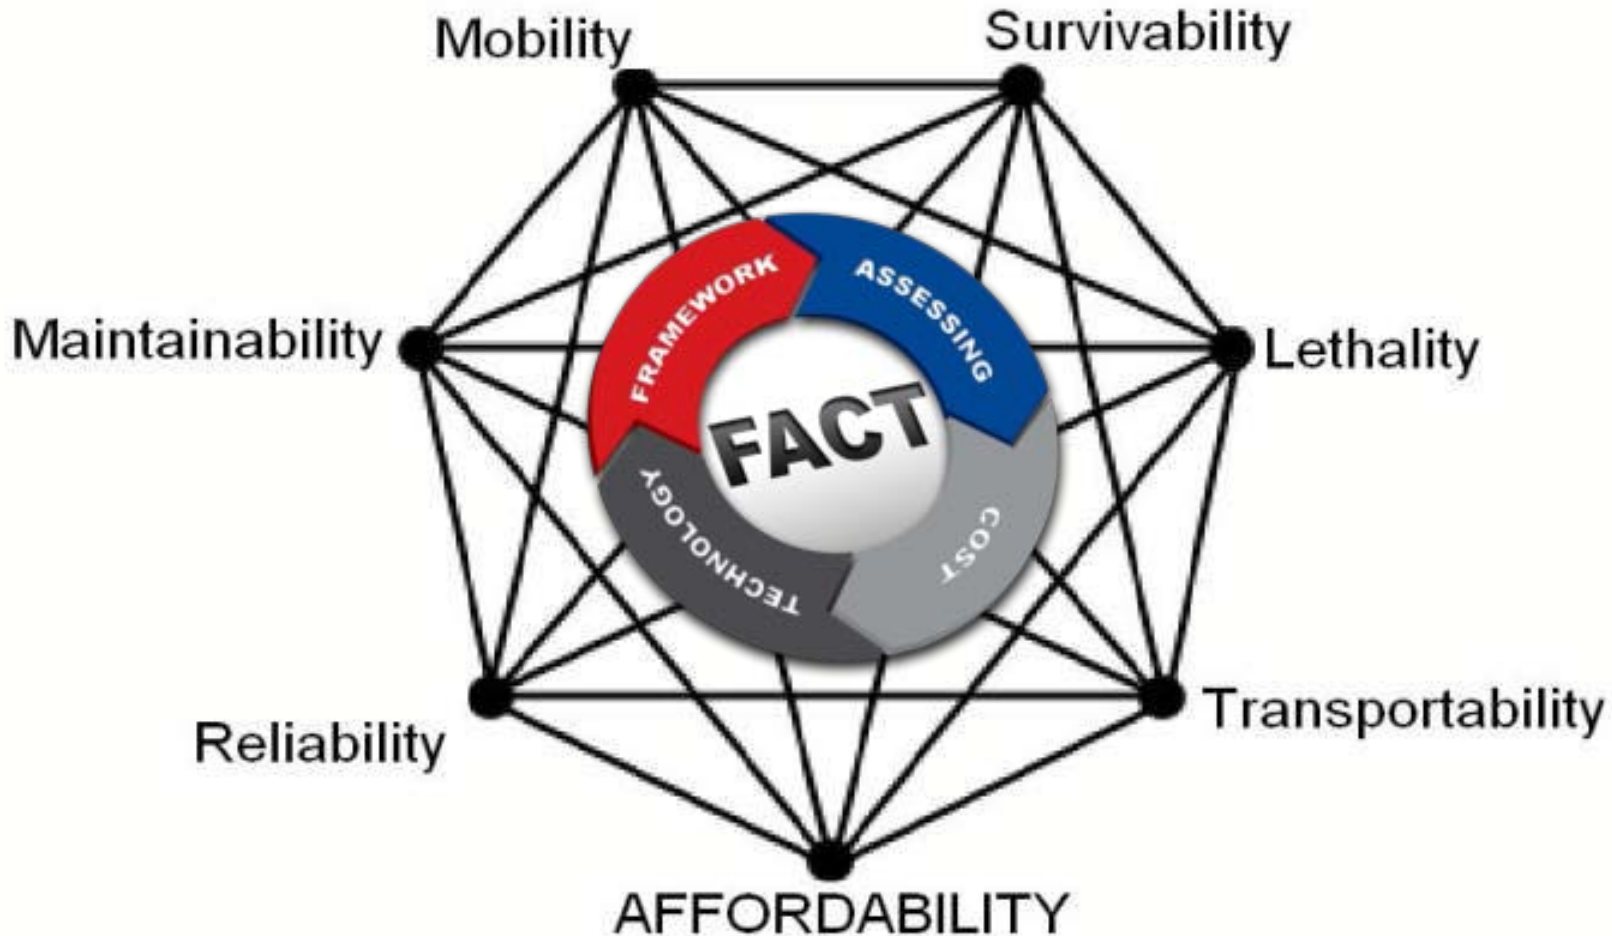 Mobility
Survivability
Maintainability
Lethality
FRAMEWORK
ASSESSING
FACT
TECHNOLOGY
COST
Reliability
Transportability
AFFORDABILITY